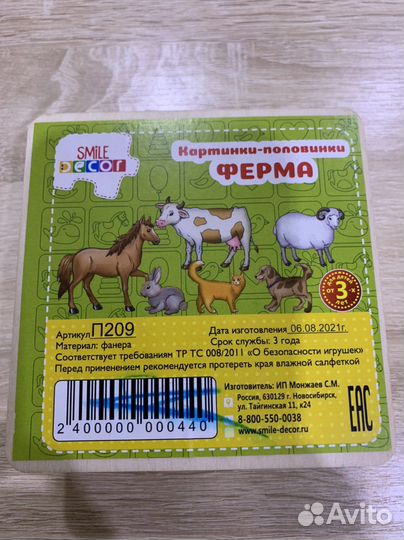 SMILE
DECOR
Картинки-половинки
ФЕРМА
ОТ 3-Х
ДЛЯ ДЕТЕЙ
3
ЛЕТ
Артикул П209
Дата изготовления 06.08.2021г.
Материал: фанера
Срок службы: 3 года
Соответствует требованиям ТР ТС 008/2011 «О безопасности игрушек»
Перед применением рекомендуется протереть края влажной салфеткой
2 400000 000440
Изготовитель: ИП Монжаев С.М.
Россия, 630129 г. Новосибирск,
ул. Тайгинская 11, к24
8-800-550-0038
www.smile-decor.ru
EAC
Avito